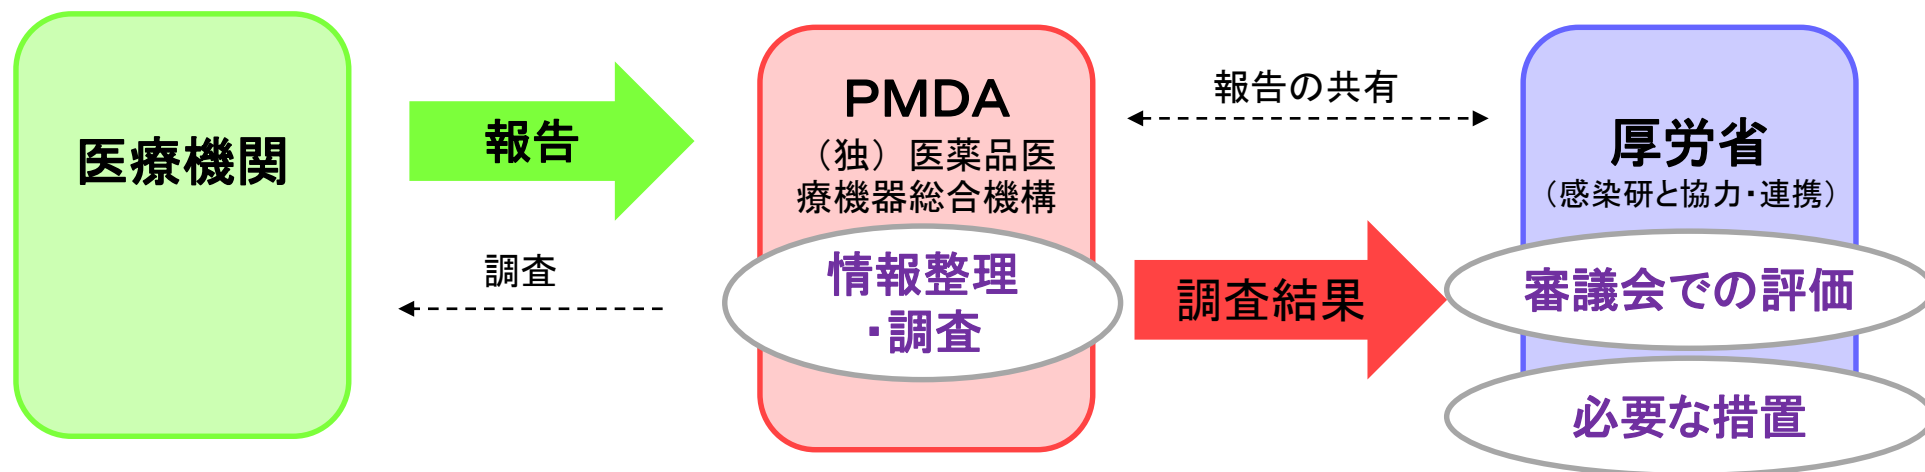 医療機関
報告
調査
PMDA
（独）医薬品医
療機器総合機構
情報整理
・調査
報告の共有
調査結果
厚労省
（感染研と協力・連携）
審議会での評価
必要な措置